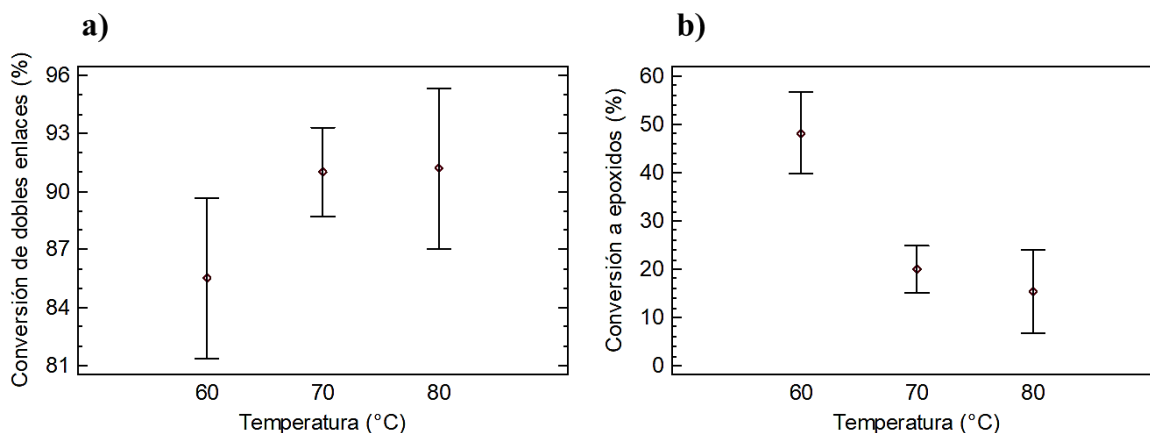 a)
Conversión de dobles enlaces (%)
96
93
90
87
84
81
60 70 80
Temperatura (°C)
b)
Conversión a epoxidos (%)
60
50
40
30
20
10
0
60 70 80
Temperatura (°C)